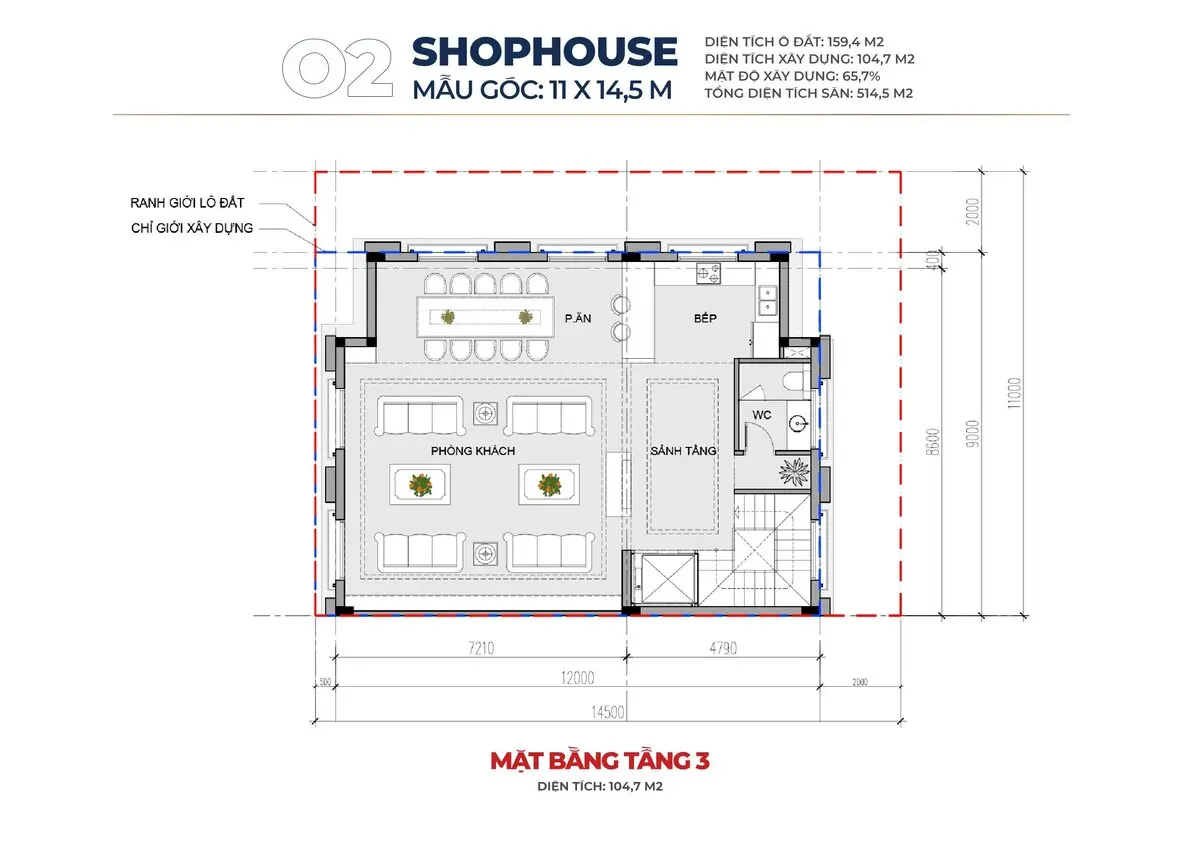 02
SHOPHOUSE
MẪU GÓC: 11 X 14,5 M
DIỆN TÍCH Ô ĐẤT: 159,4 M2
DIỆN TÍCH XÂY DỰNG: 104,7 M2
MẬT ĐỘ XÂY DỰNG: 65,7%
TỔNG DIỆN TÍCH SÀN: 514,5 M2
RANH GIỚI LÔ ĐẤT
CHỈ GIỚI XÂY DỰNG
P.ĂN
BẾP
WC
PHÒNG KHÁCH
SẢNH TẦNG
2000
400
8600
9000
11000
7210
4790
500
12000
2000
14500
MẶT BẰNG TẦNG 3
DIỆN TÍCH: 104,7 M2